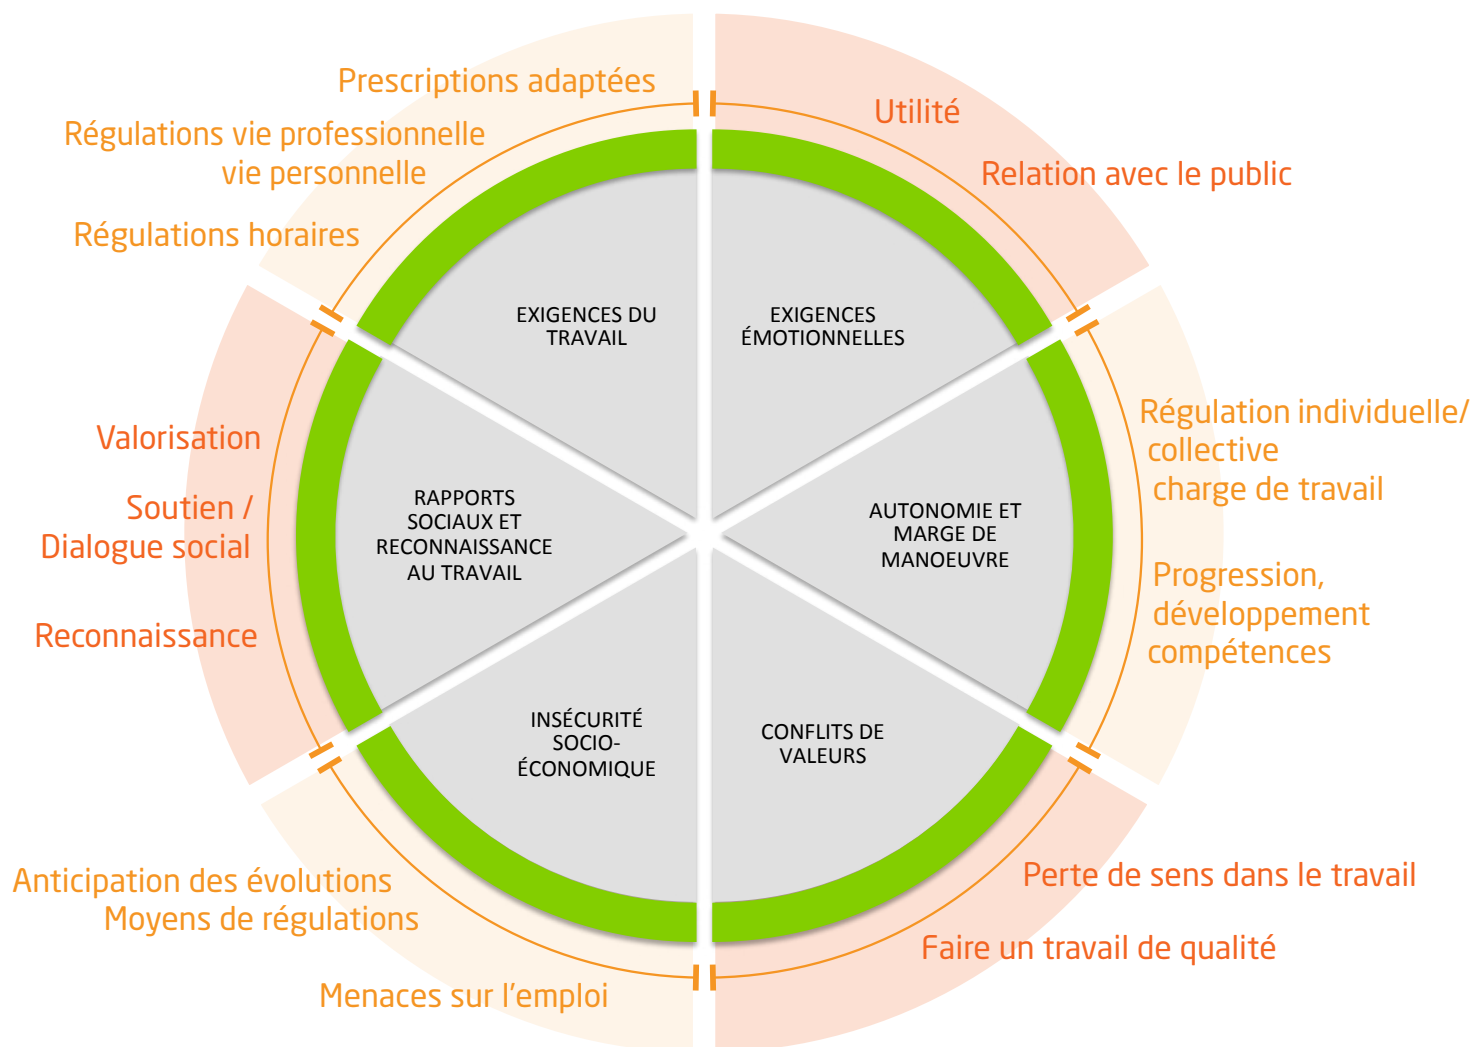 Prescriptions adaptées
Régulations vie professionnelle
vie personnelle
Régulations horaires
Utilité
Relation avec le public
EXIGENCES DU
TRAVAIL
EXIGENCES
ÉMOTIONNELLES
Valorisation
Soutien /
Dialogue social
Reconnaissance
RAPPORTS
SOCIAUX ET
RECONNAISSANCE
AU TRAVAIL
AUTONOMIE ET
MARGE DE
MANOEUVRE
Régulation individuelle/
collective
charge de travail
Progression,
développement
compétences
INSÉCURITÉ
SOCIO-
ÉCONOMIQUE
CONFLITS DE
VALEURS
Anticipation des évolutions
Moyens de régulations
Menaces sur l'emploi
Perte de sens dans le travail
Faire un travail de qualité